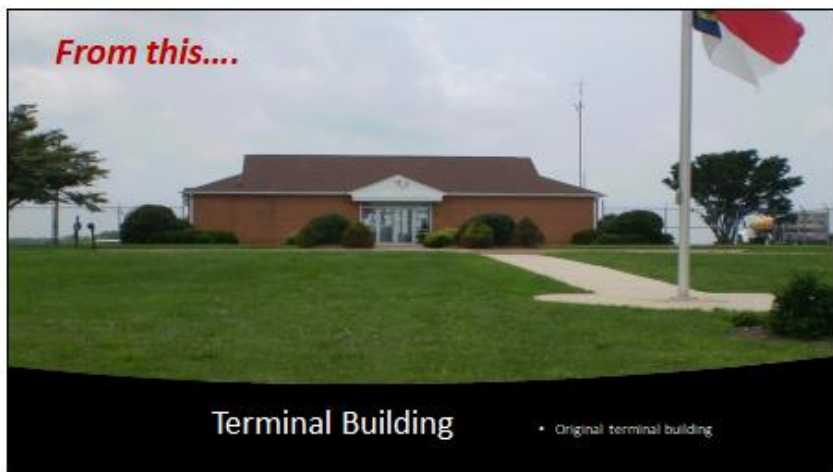 From this....
Terminal Building
• Original terminal building